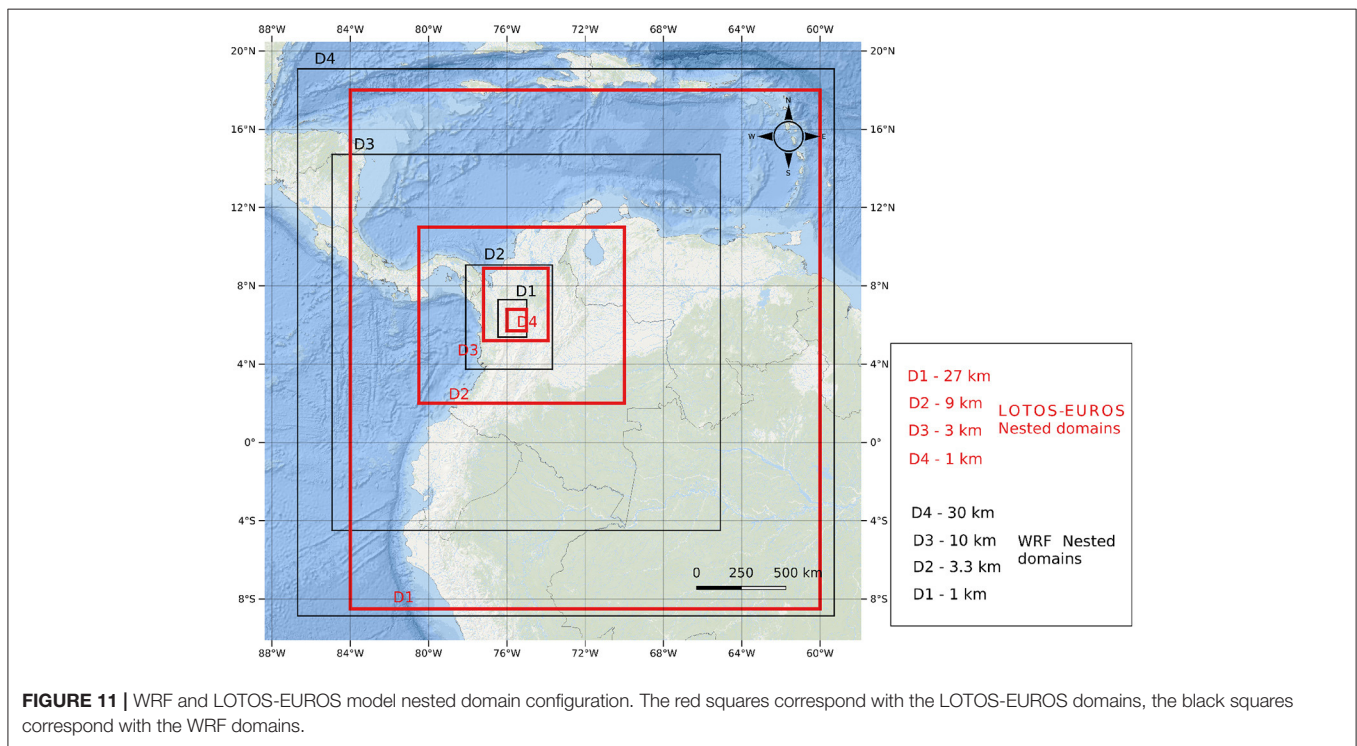 88°W 84°W 80°W 76°W 72°W 68°W 64°W 60°W
20°N 20°N
D4
N
16°N W E 16°N
S
D3
12°N 12°N
D2
8°N 8°N
D1
D4
D3
4°N 4°N
D2
0° 0°
4°S 4°S
0 250 500 km
8°S D1 8°S
88°W 84°W 80°W 76°W 72°W 68°W 64°W 60°W
D1 - 27 km
D2 - 9 km
D3 - 3 km
D4 - 1 km
LOTOS-EUROS
Nested domains
D4 - 30 km
D3 - 10 km
D2 - 3.3 km
D1 - 1 km
WRF Nested
domains
FIGURE 11 | WRF and LOTOS-EUROS model nested domain configuration. The red squares correspond with the LOTOS-EUROS domains, the black squares
correspond with the WRF domains.